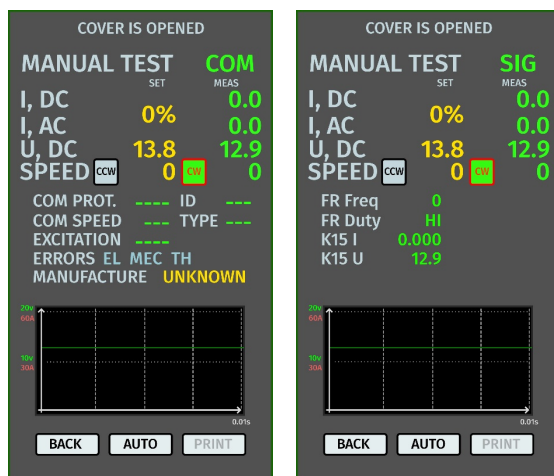 COVER IS OPENED
MANUAL TEST COM
SET MEAS
I, DC 0.0
0%
I, AC 0.0
U, DC 13.8 12.9
SPEED CCW 0 CW 0
COM PROT. ---- ID ---
COM SPEED --- TYPE ---
EXCITATION ----
ERRORS EL MEC TH
MANUFACTURE UNKNOWN
20v
60A
10v
30A
0.01s
BACK AUTO PRINT
COVER IS OPENED
MANUAL TEST SIG
SET MEAS
I, DC 0.0
0%
I, AC 0.0
U, DC 13.8 12.9
SPEED CCW 0 CW 0
FR Freq 0
FR Duty HI
K15 I 0.000
K15 U 12.9
20v
60A
10v
30A
0.01s
BACK AUTO PRINT